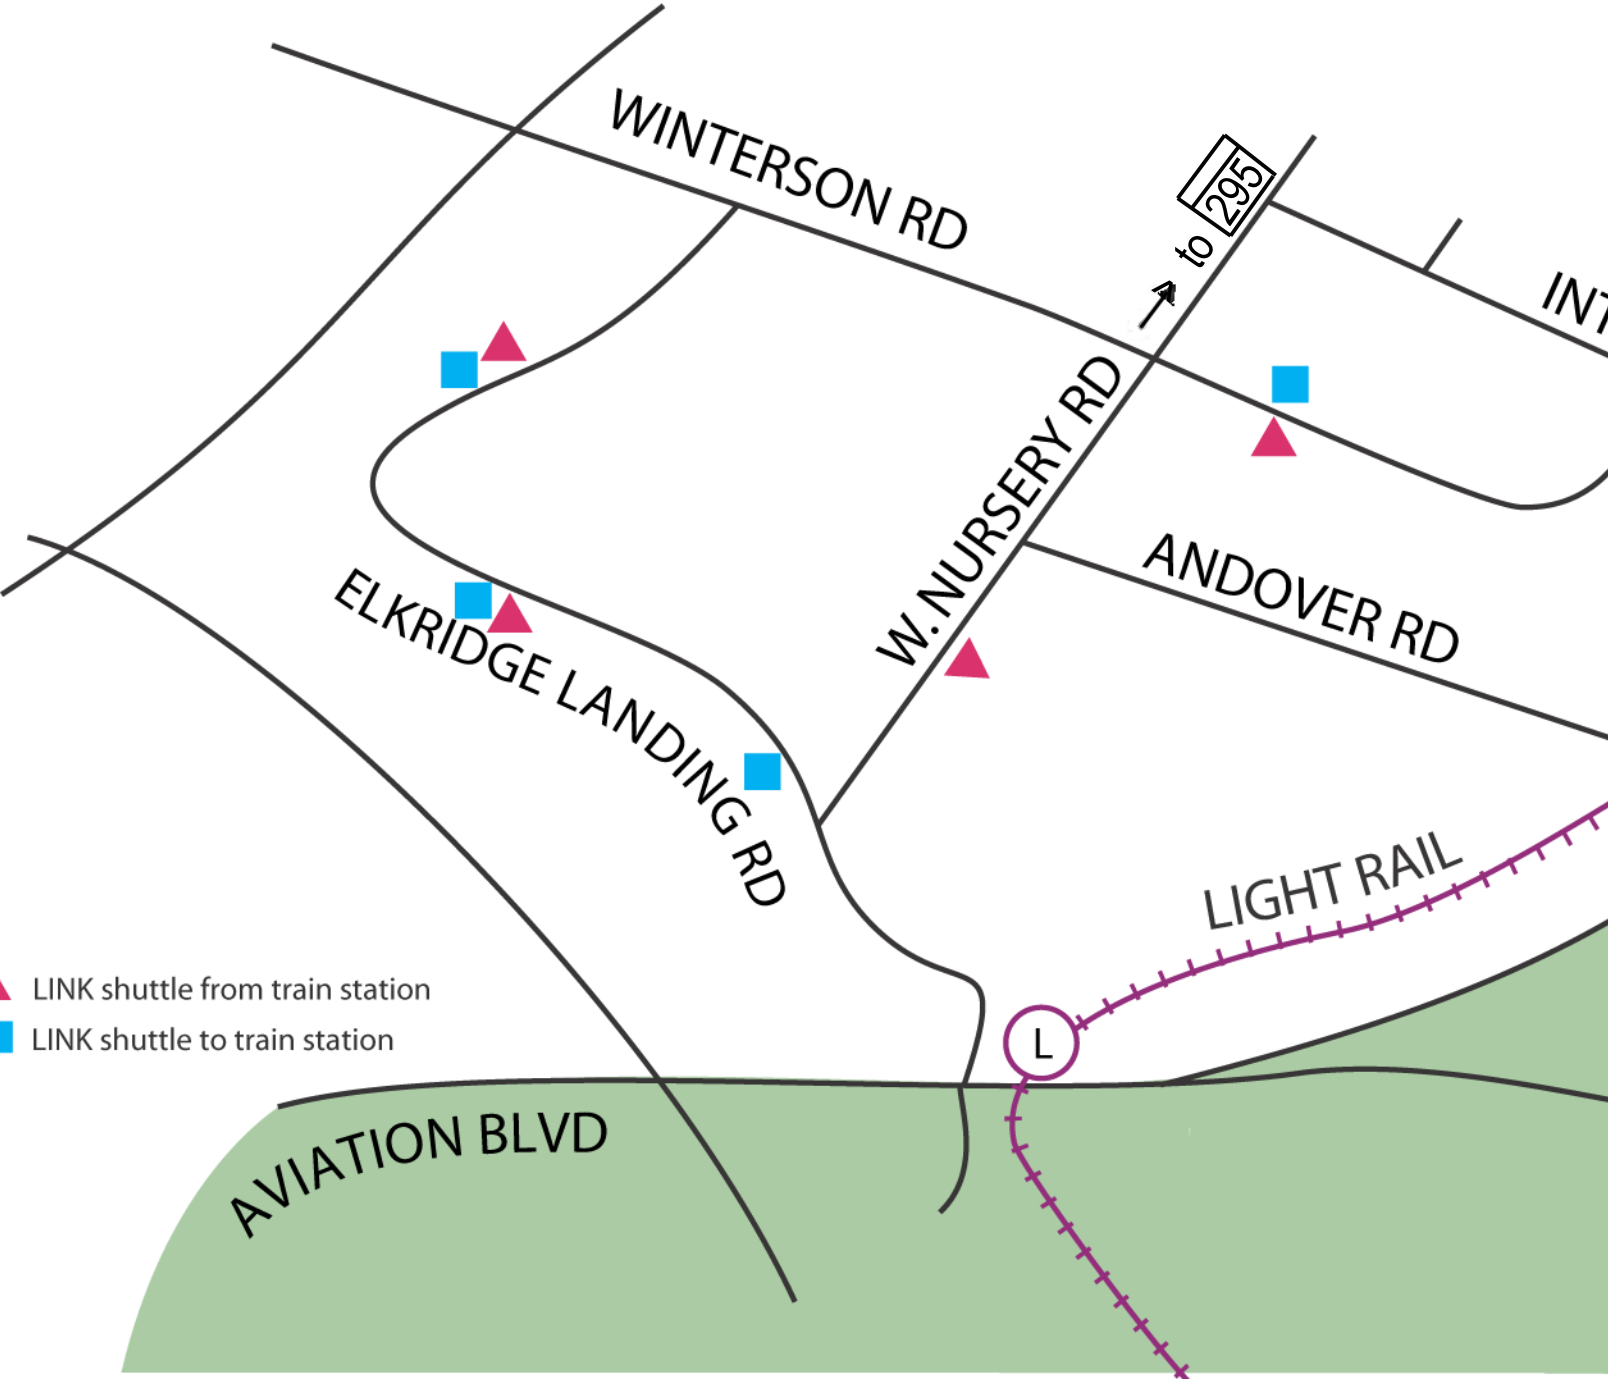 WINTERSON RD
to 295
INT
W. NURSERY RD
ANDOVER RD
ELKRIDGE LANDING RD
LIGHT RAIL
LINK shuttle from train station
LINK shuttle to train station
L
AVIATION BLVD